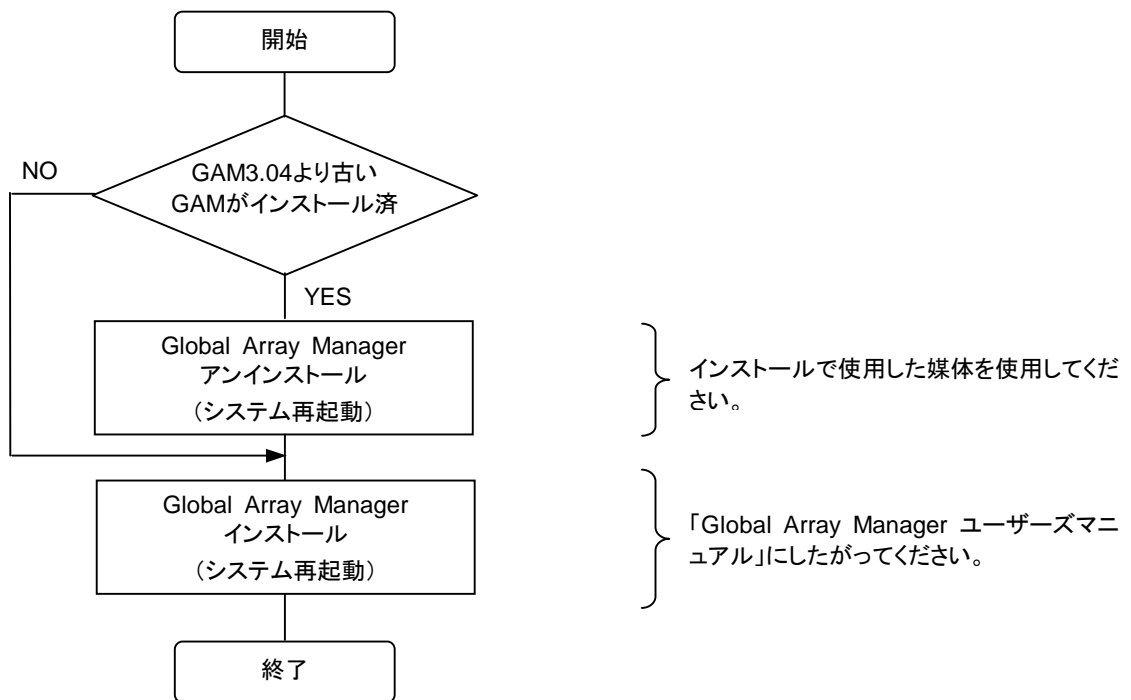 開始
NO
GAM3.04より古い
GAMがインストール済
YES
Global Array Manager
アンインストール
（システム再起動）
インストールで使用した媒体を使用してくだ
さい。
Global Array Manager
インストール
（システム再起動）
「Global Array Manager ユーザーズマニ
ュアル」にしたがってください。
終了